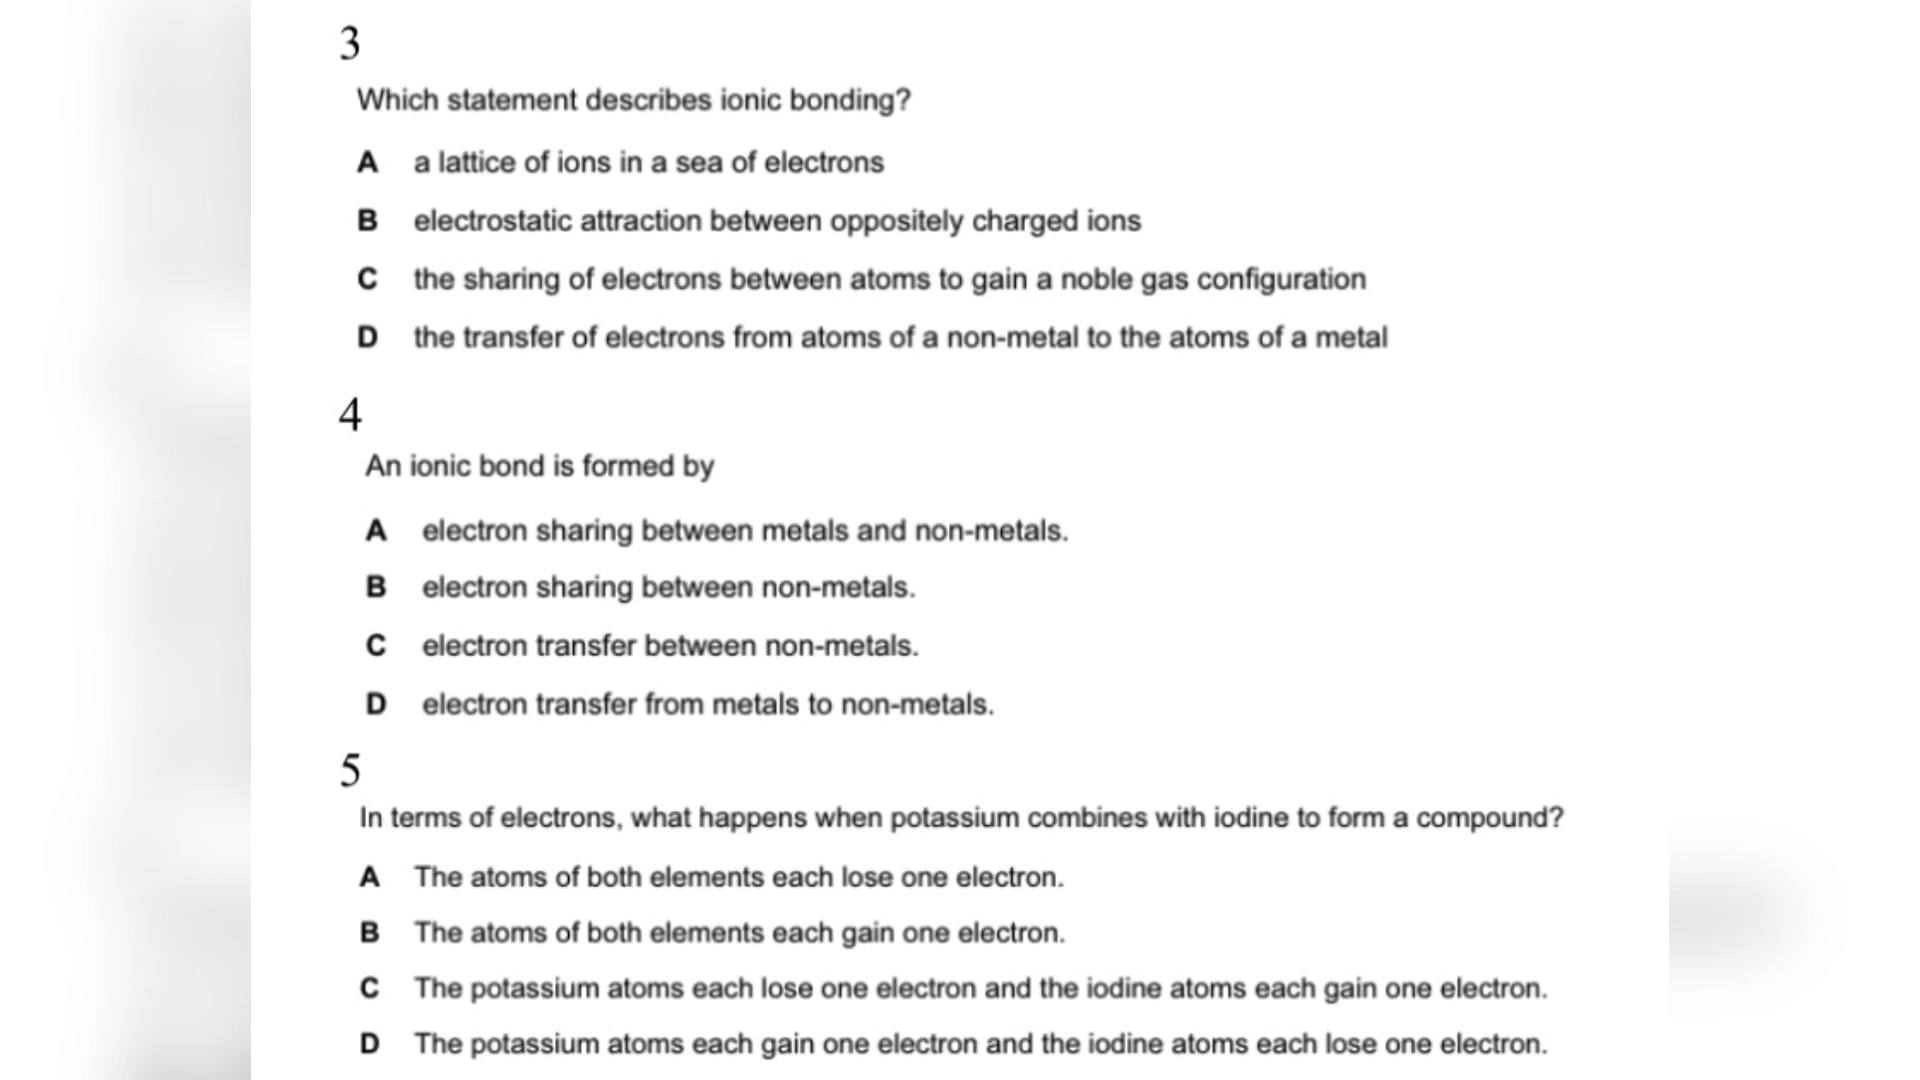 3
Which statement describes ionic bonding?
A a lattice of ions in a sea of electrons
B electrostatic attraction between oppositely charged ions
C the sharing of electrons between atoms to gain a noble gas configuration
D the transfer of electrons from atoms of a non-metal to the atoms of a metal
4
An ionic bond is formed by
A electron sharing between metals and non-metals.
B electron sharing between non-metals.
C electron transfer between non-metals.
D electron transfer from metals to non-metals.
5
In terms of electrons, what happens when potassium combines with iodine to form a compound?
A The atoms of both elements each lose one electron.
B The atoms of both elements each gain one electron.
C The potassium atoms each lose one electron and the iodine atoms each gain one electron.
D The potassium atoms each gain one electron and the iodine atoms each lose one electron.